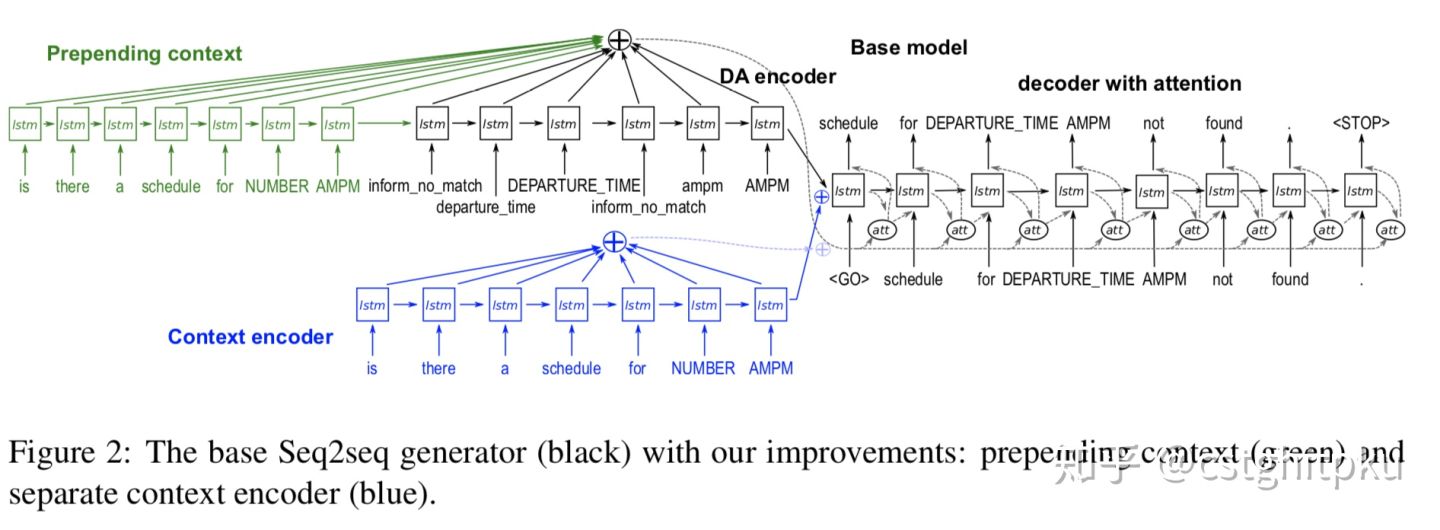 Prepending context
Base model
DA encoder
decoder with attention
lstm lstm lstm lstm lstm lstm lstm lstm lstm lstm lstm lstm lstm
is there a schedule for NUMBER AMPM inform_no_match DEPARTURE_TIME ampm AMPM
departure_time inform_no_match
schedule for DEPARTURE_TIME AMPM not found . <STOP>
lstm lstm lstm lstm lstm lstm lstm lstm
att att att att att att att att
<GO> schedule for DEPARTURE_TIME AMPM not found .
lstm lstm lstm lstm lstm lstm lstm
Context encoder
is there a schedule for NUMBER AMPM
Figure 2: The base Seq2seq generator (black) with our improvements: prepending context (green) and
separate context encoder (blue).
知乎 @cstghitpku